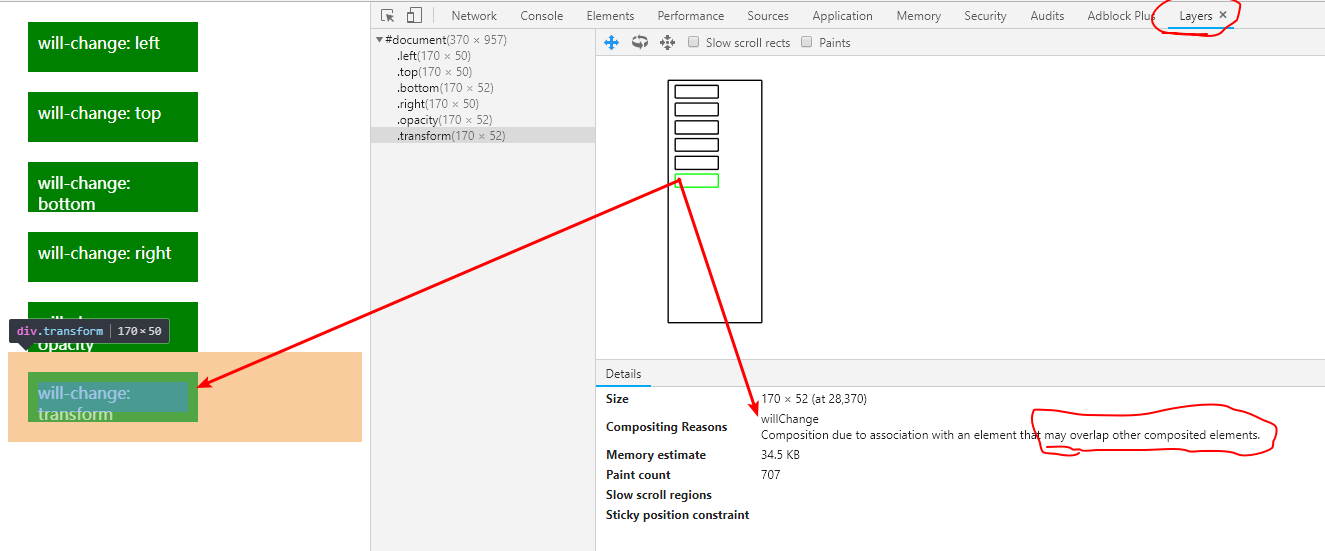 Network Console Elements Performance Sources Application Memory Security Audits Adblock Plus Layers ×
will-change: left
will-change: top
will-change:
bottom
will-change: right
opacity
div.transform 170 × 50
will-change:
transform
#document(370 × 957)
.left(170 × 50)
.top(170 × 50)
.bottom(170 × 52)
.right(170 × 50)
.opacity(170 × 52)
.transform(170 × 52)
Slow scroll rects Paints
Details
Size 170 × 52 (at 28,370)
Compositing Reasons willChange
Composition due to association with an element that may overlap other composited elements.
Memory estimate 34.5 KB
Paint count 707
Slow scroll regions
Sticky position constraint